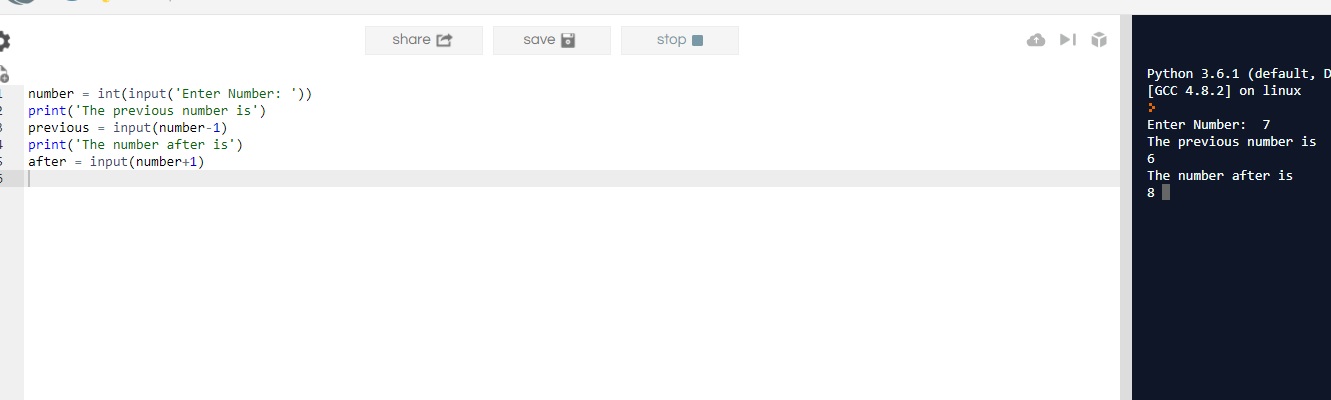 share
save
stop
1 number = int(input('Enter Number: '))
2 print('The previous number is')
3 previous = input(number-1)
4 print('The number after is')
5 after = input(number+1)
6
Python 3.6.1 (default, D
[GCC 4.8.2] on linux
Enter Number: 7
The previous number is
6
The number after is
8